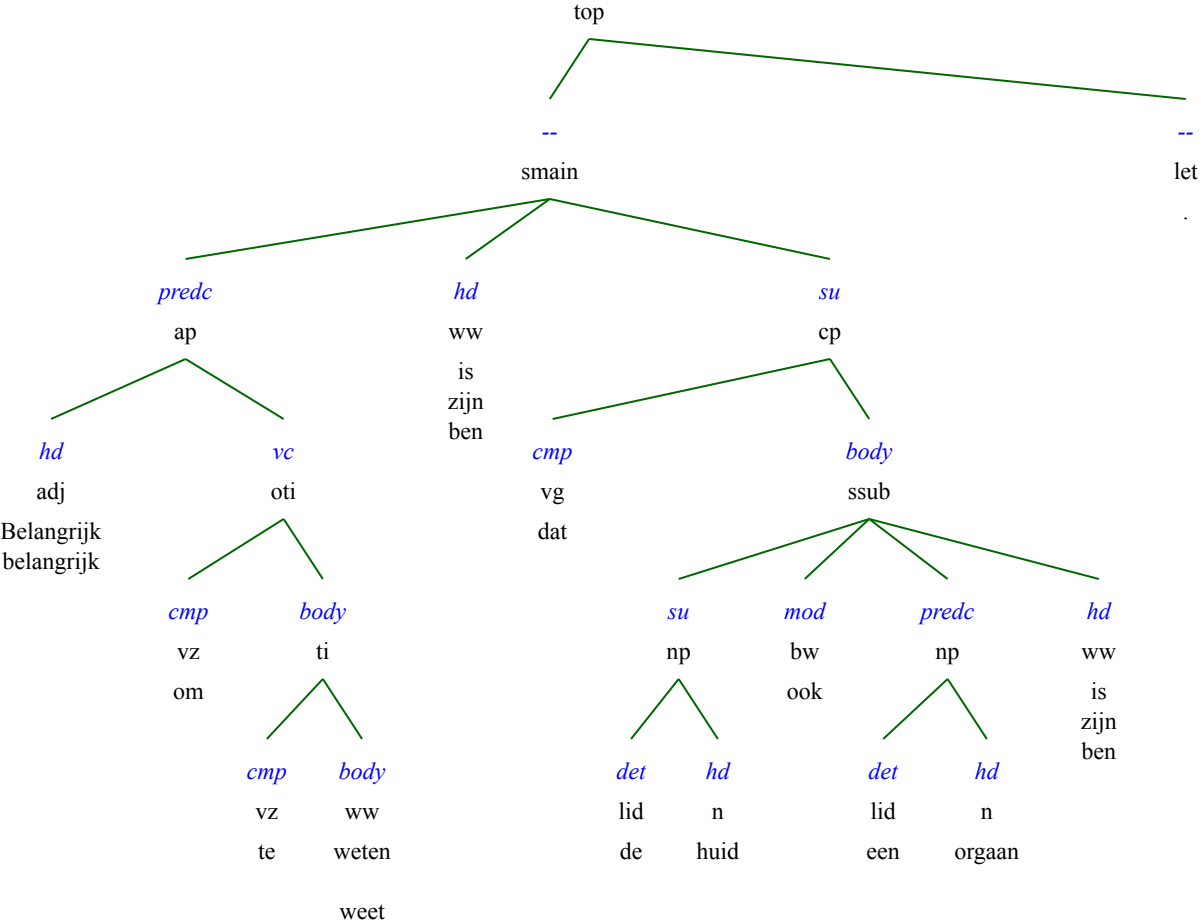 top
-- --
smain let
.
predc hd su
ap ww cp
is
zijn
ben
hd vc cmp body
adj oti vg ssub
Belangrijk dat
belangrijk
cmp body su mod predc hd
vz ti np bw np ww
om ook is
zijn
ben
cmp body det hd det hd
vz ww lid n lid n
te weten de huid een orgaan
weet